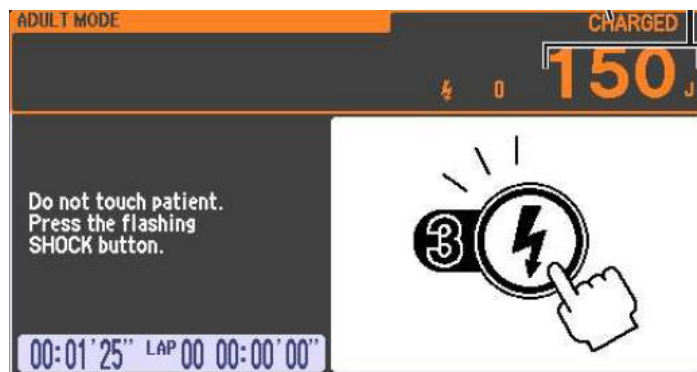 ADULT MODE
CHARGED
0 150 J
Do not touch patient.
Press the flashing
SHOCK button.
3
00:01'25" LAP 00 00:00'00"